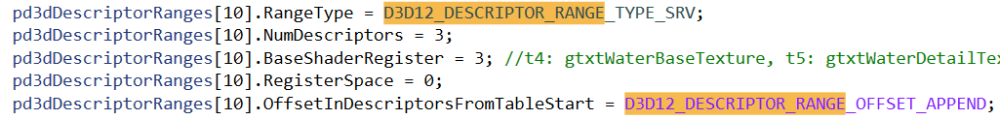 pd3dDescriptorRanges[10].RangeType = D3D12_DESCRIPTOR_RANGE_TYPE_SRV;
pd3dDescriptorRanges[10].NumDescriptors = 3;
pd3dDescriptorRanges[10].BaseShaderRegister = 3; //t4: gtxtWaterBaseTexture, t5: gtxtWaterDetailTex
pd3dDescriptorRanges[10].RegisterSpace = 0;
pd3dDescriptorRanges[10].OffsetInDescriptorsFromTableStart = D3D12_DESCRIPTOR_RANGE_OFFSET_APPEND;